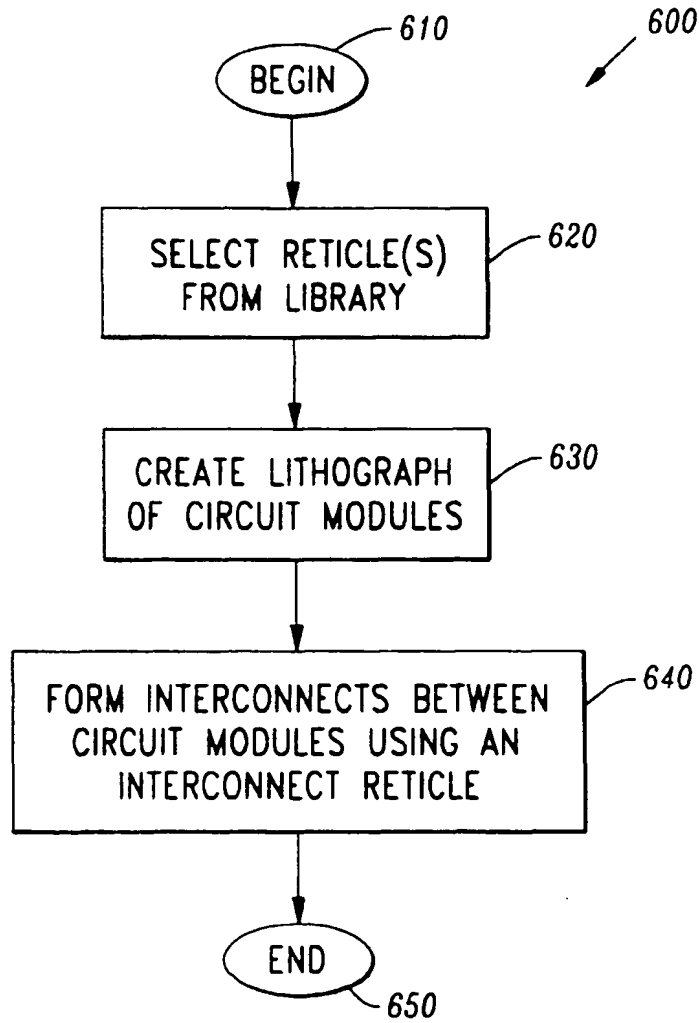 610
600
BEGIN
620
SELECT RETICLE(S)
FROM LIBRARY
630
CREATE LITHOGRAPH
OF CIRCUIT MODULES
640
FORM INTERCONNECTS BETWEEN
CIRCUIT MODULES USING AN
INTERCONNECT RETICLE
END
650